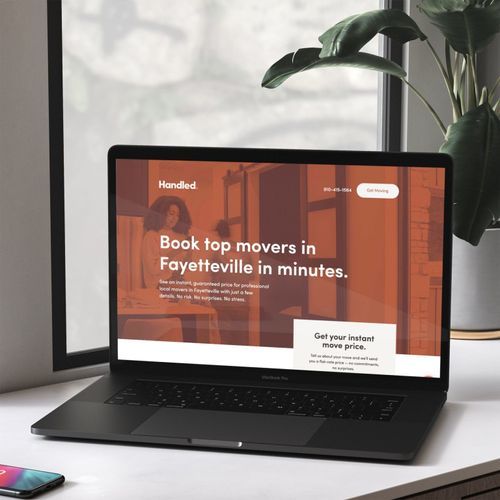 Handled.
910-415-1564
Get Moving
Book top movers in
Fayetteville in minutes.
See an instant, guaranteed price for professional
local movers in Fayetteville with just a few
details. No risk. No surprises. No stress.
Get your instant
move price.
Tell us about your move and we'll send
you a flat-rate price — no commitments,
no surprises.
MacBook Pro